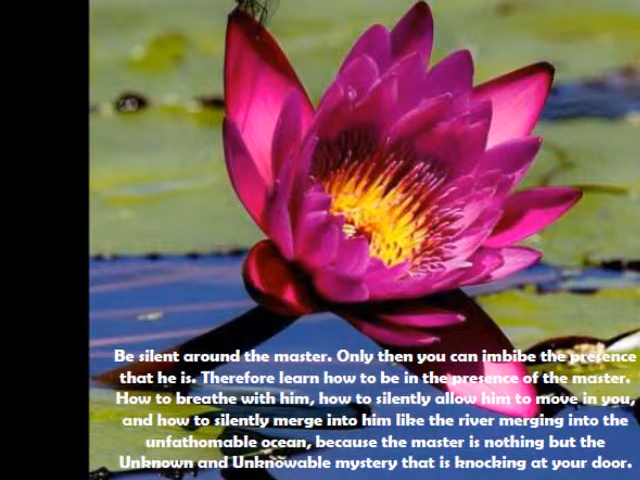 Be silent around the master. Only then you can imbibe the presence
that he is. Therefore learn how to be in the presence of the master.
How to breathe with him, how to silently allow him to move in you,
and how to silently merge into him like the river merging into the
unfathomable ocean, because the master is nothing but the
Unknown and Unknowable mystery that is knocking at your door.